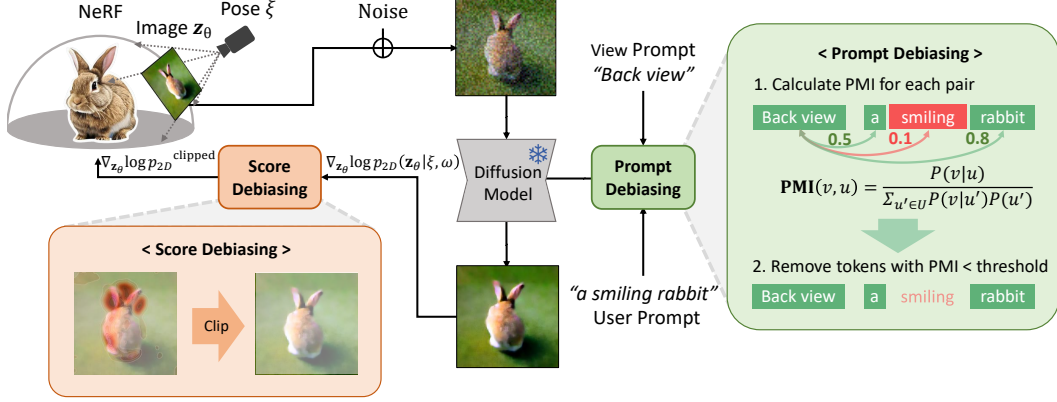 NeRF
Pose ξ
Image z_θ
Noise
View Prompt
"Back view"
Diffusion
Model
Prompt
Debiasing
"a smiling rabbit"
User Prompt
∇_{z_θ} log p_{2D}^{clipped}
Score
Debiasing
∇_{z_θ} log p_{2D}(z_θ|ξ, ω)
< Score Debiasing >
Clip
< Prompt Debiasing >
1. Calculate PMI for each pair
Back view a smiling rabbit
0.5 0.1 0.8
PMI(v, u) = P(v|u) / Σ_{u'∈U} P(v|u')P(u')
2. Remove tokens with PMI < threshold
Back view a smiling rabbit